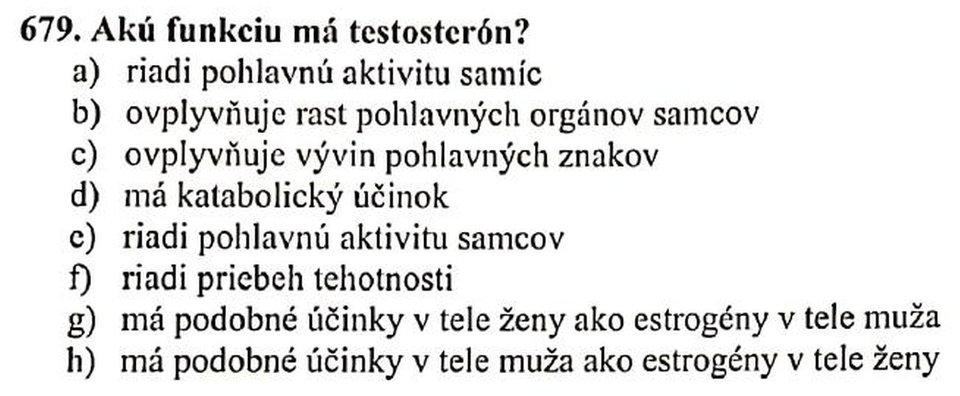 679. Akú funkciu má testosterón?
a) riadi pohlavnú aktivitu samíc
b) ovplyvňuje rast pohlavných orgánov samcov
c) ovplyvňuje vývin pohlavných znakov
d) má katabolický účinok
e) riadi pohlavnú aktivitu samcov
f) riadi priebeh tehotnosti
g) má podobné účinky v tele ženy ako estrogény v tele muža
h) má podobné účinky v tele muža ako estrogény v tele ženy